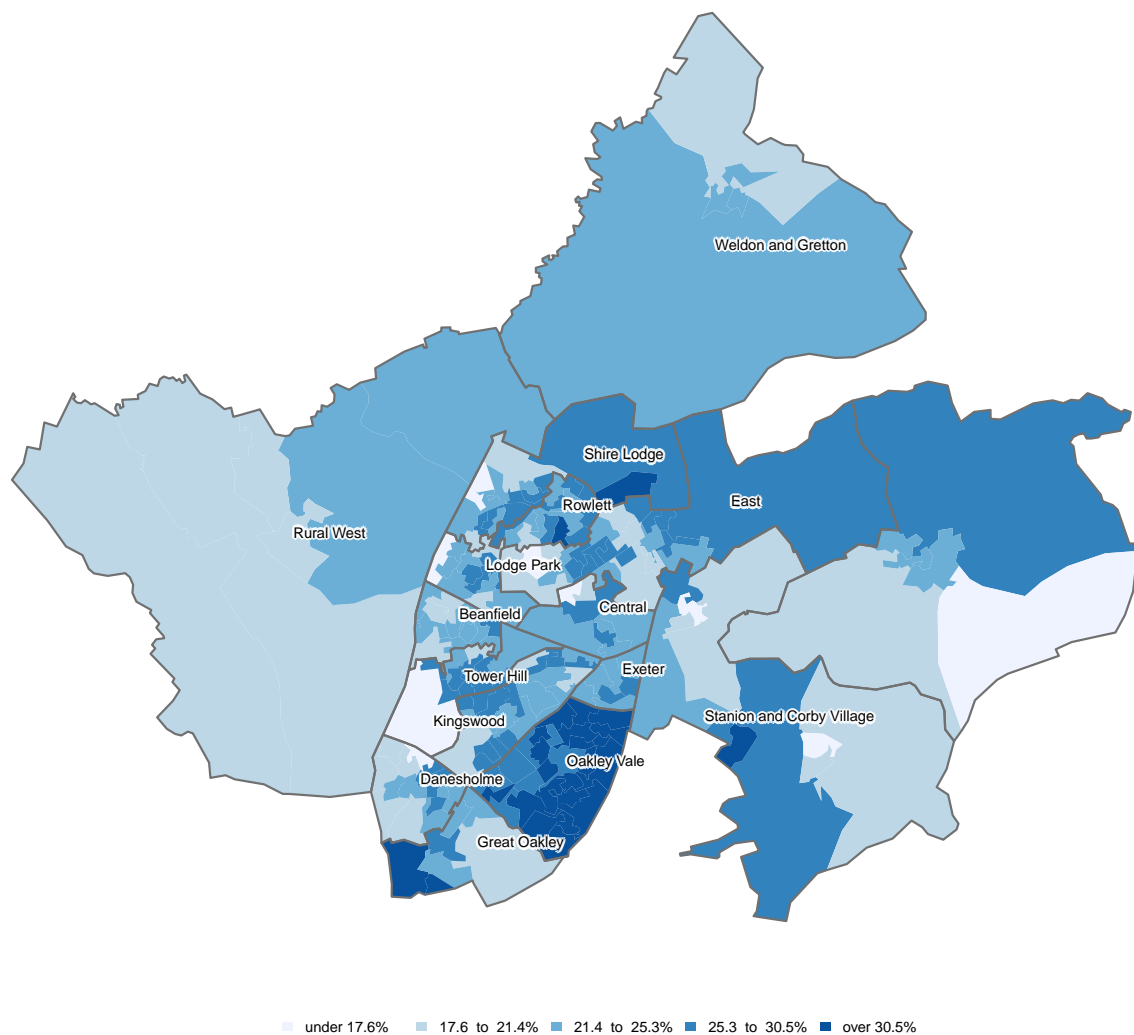 Weldon and Gretton
Shire Lodge
East
Rowlett
Rural West
Lodge Park
Central
Beanfield
Exeter
Tower Hill
Stanion and Corby Village
Kingswood
Oakley Vale
Danesholme
Great Oakley
under 17.6% 17.6 to 21.4% 21.4 to 25.3% 25.3 to 30.5% over 30.5%